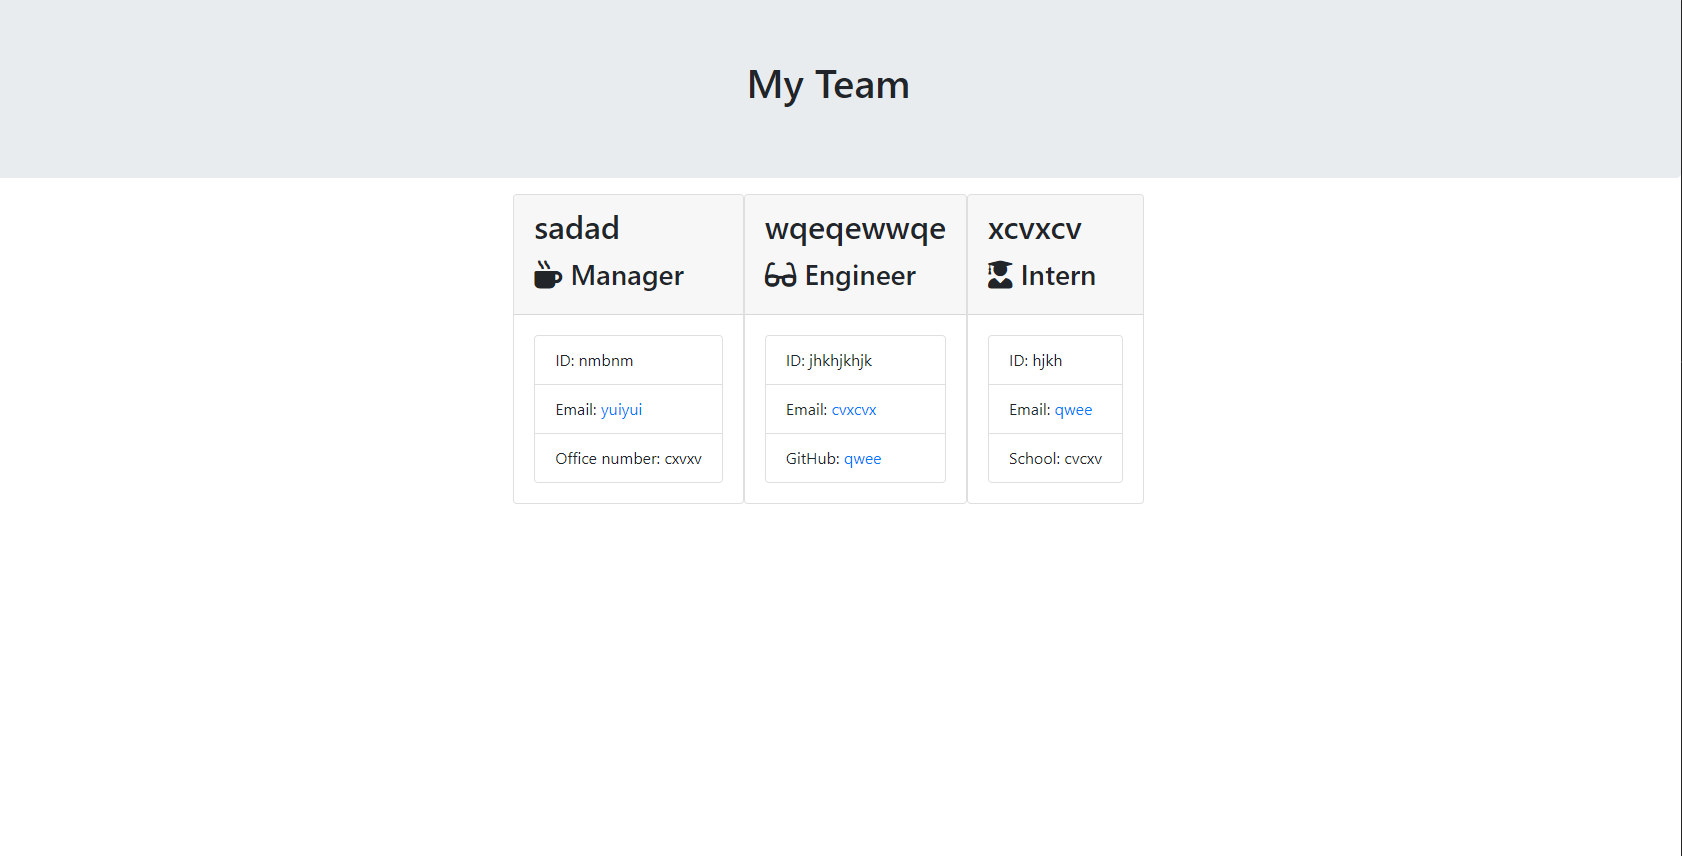 My Team
sadad
Manager
ID: nmbnm
Email: yuiyui
Office number: cxvxv
wqeqewwqe
Engineer
ID: jhkhjkhjk
Email: cvxcvx
GitHub: qwee
xcvxcv
Intern
ID: hjkh
Email: qwee
School: cvcxv